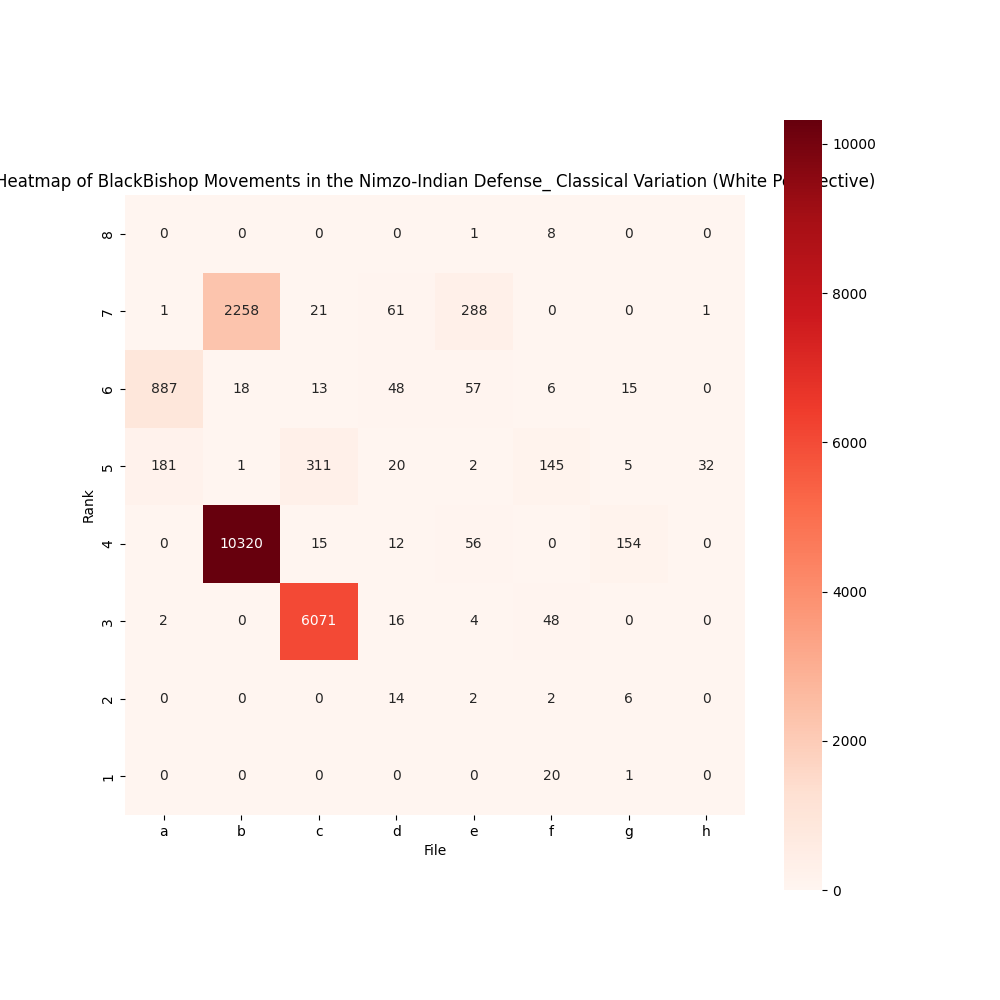 Heatmap of BlackBishop Movements in the Nimzo-Indian Defense_ Classical Variation (White P ective)
8 0 0 0 0 1 8 0 0
7 1 2258 21 61 288 0 0 1
6 887 18 13 48 57 6 15 0
5 181 1 311 20 2 145 5 32
4 0 10320 15 12 56 0 154 0
3 2 0 6071 16 4 48 0 0
2 0 0 0 14 2 2 6 0
1 0 0 0 0 0 20 1 0
a b c d e f g h
File
Rank
10000
8000
6000
4000
2000
0